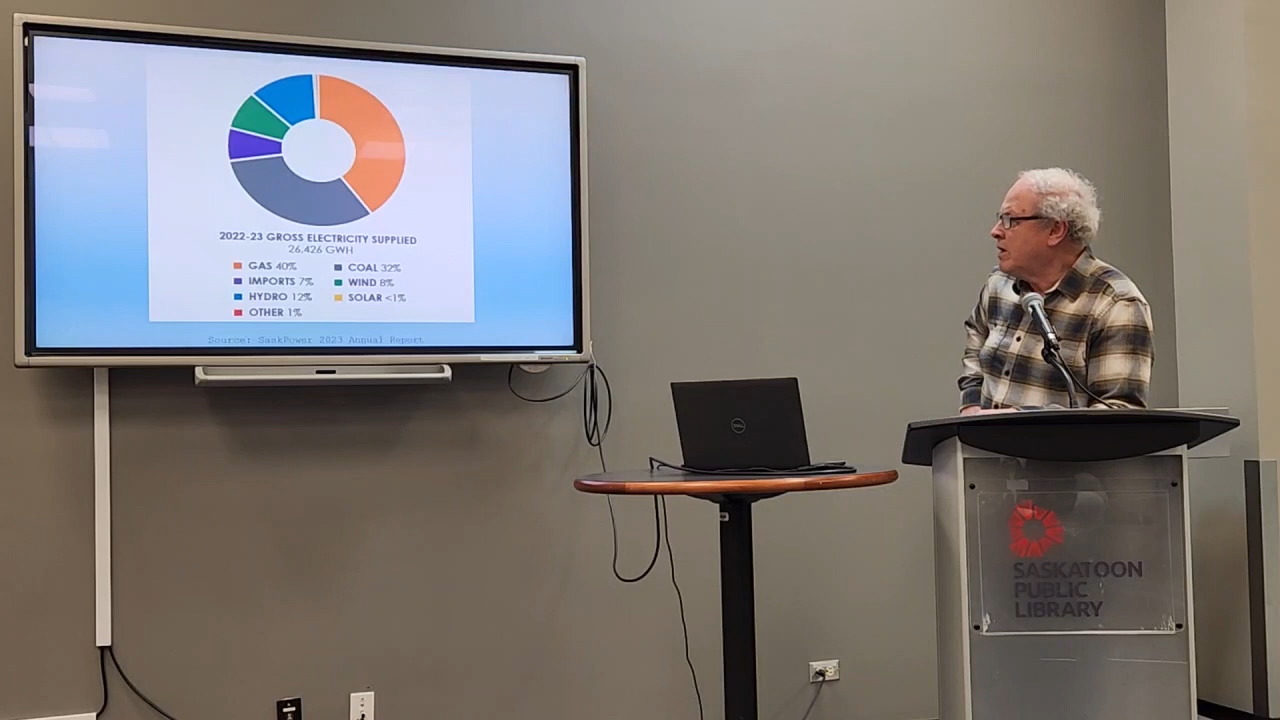 2022-23 GROSS ELECTRICITY SUPPLIED
26,426 GWH
GAS 40%
COAL 32%
IMPORTS 7%
WIND 8%
HYDRO 12%
SOLAR <1%
OTHER 1%
Source: SaskPower 2023 Annual Report
DELL
SASKATOON
PUBLIC
LIBRARY